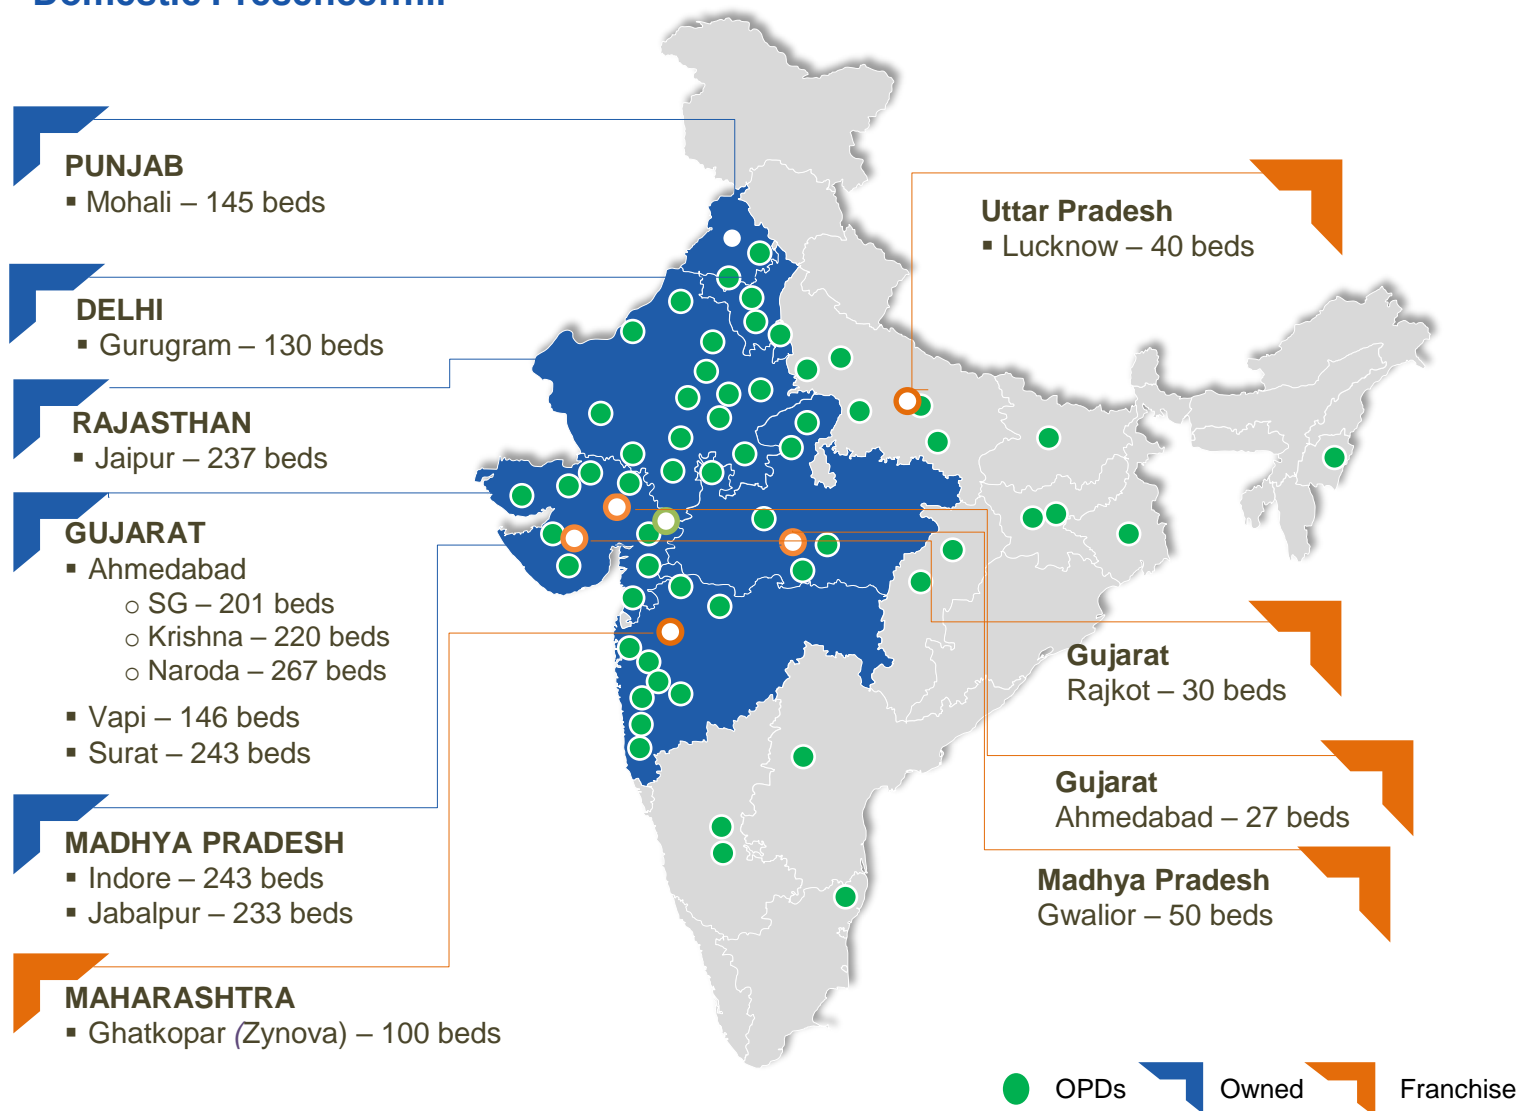 PUNJAB
▪ Mohali – 145 beds
DELHI
▪ Gurugram – 130 beds
RAJASTHAN
▪ Jaipur – 237 beds
GUJARAT
▪ Ahmedabad
o SG – 201 beds
o Krishna – 220 beds
o Naroda – 267 beds
▪ Vapi – 146 beds
▪ Surat – 243 beds
MADHYA PRADESH
▪ Indore – 243 beds
▪ Jabalpur – 233 beds
MAHARASHTRA
▪ Ghatkopar (Zynova) – 100 beds
Uttar Pradesh
▪ Lucknow – 40 beds
Gujarat
Rajkot – 30 beds
Gujarat
Ahmedabad – 27 beds
Madhya Pradesh
Gwalior – 50 beds
OPDs Owned Franchise